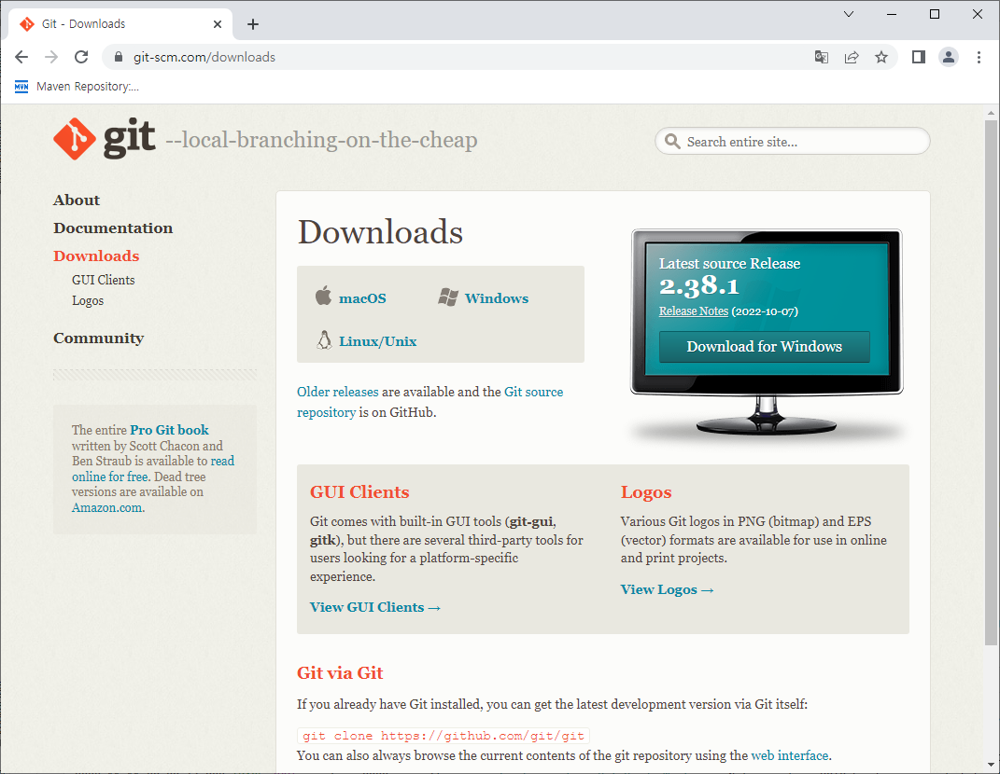 Git - Downloads
git-scm.com/downloads
Maven Repository:...
git --local-branching-on-the-cheap
Search entire site...
About
Documentation
Downloads
GUI Clients
Logos
Community
The entire Pro Git book
written by Scott Chacon and
Ben Straub is available to read
online for free. Dead tree
versions are available on
Amazon.com.
Downloads
macOS
Windows
Linux/Unix
Older releases are available and the Git source
repository is on GitHub.
Latest source Release
2.38.1
Release Notes (2022-10-07)
Download for Windows
GUI Clients
Git comes with built-in GUI tools (git-gui,
gitk), but there are several third-party tools for
users looking for a platform-specific
experience.
View GUI Clients →
Logos
Various Git logos in PNG (bitmap) and EPS
(vector) formats are available for use in online
and print projects.
View Logos →
Git via Git
If you already have Git installed, you can get the latest development version via Git itself:
git clone https://github.com/git/git
You can also always browse the current contents of the git repository using the web interface.